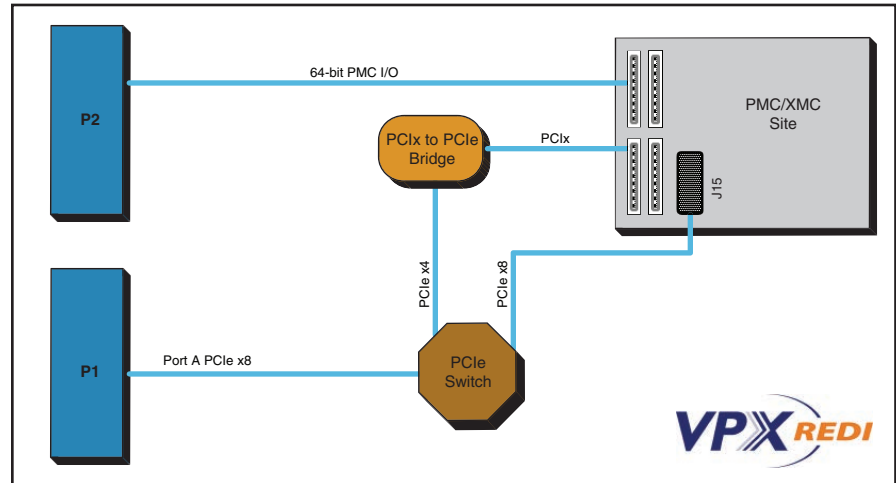 P2
64-bit PMC I/O
PMC/XMC
Site
PCIx to PCIe
Bridge
PCIx
J15
PCIe x4
PCIe x8
P1
Port A PCIe x8
PCIe
Switch
VPX REDI